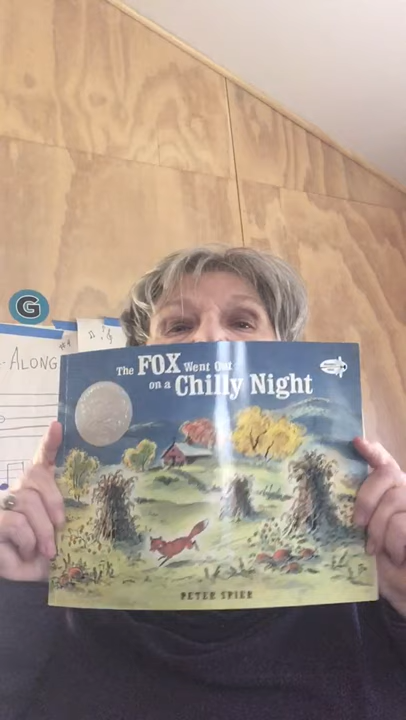 G
ALONG
The FOX Went Out
on a Chilly Night
PETER SPIER